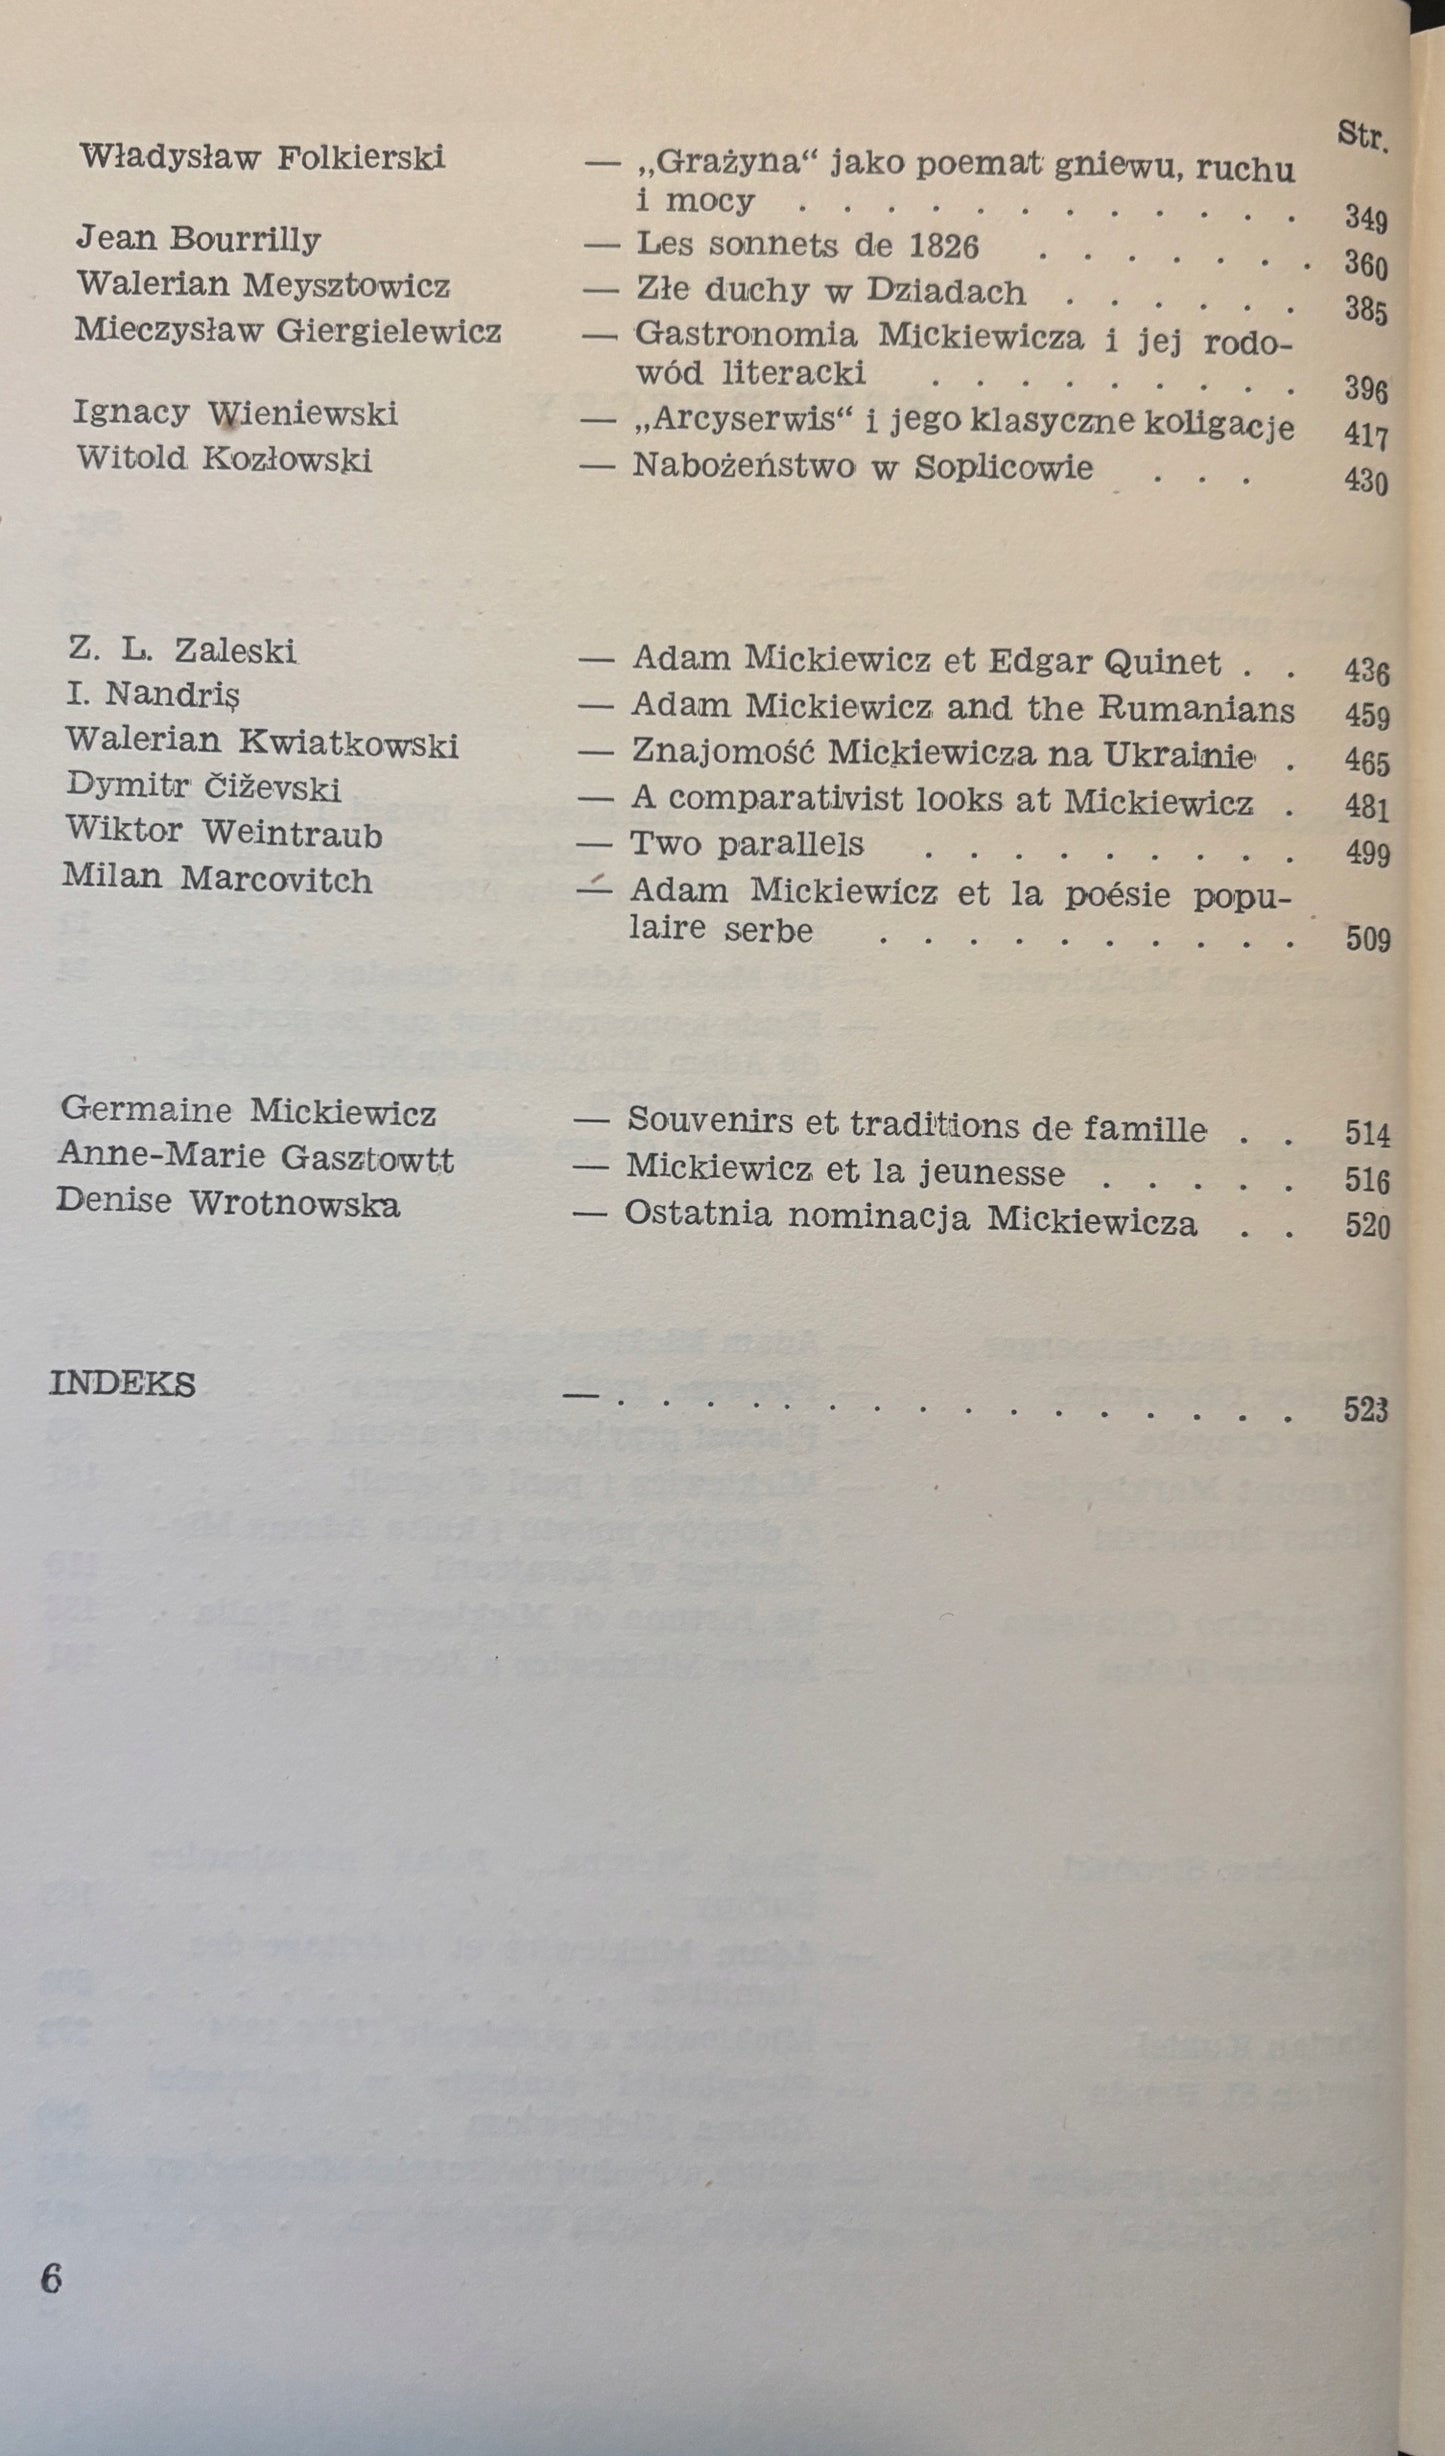 Str.
Władysław Folkierski — „Grażyna“ jako poemat gniewu, ruchu
i mocy . . . . . . . . . . . . 349
Jean Bourrilly — Les sonnets de 1826 . . . . . . . 360
Walerian Meysztowicz — Złe duchy w Dziadach . . . . . . 385
Mieczysław Giergielewicz — Gastronomia Mickiewicza i jej rodo-
wód literacki . . . . . . . . . 396
Ignacy Wieniewski — „Arcyserwis“ i jego klasyczne koligacje 417
Witold Kozłowski — Nabożeństwo w Soplicowie . . . 430
Z. L. Zaleski — Adam Mickiewicz et Edgar Quinet . . 436
I. Nandriş — Adam Mickiewicz and the Rumanians 459
Walerian Kwiatkowski — Znajomość Mickiewicza na Ukrainie . 465
Dymitr Čiževski — A comparativist looks at Mickiewicz . 481
Wiktor Weintraub — Two parallels . . . . . . . . . 499
Milan Marcovitch — Adam Mickiewicz et la poésie popu-
laire serbe . . . . . . . . . . 509
Germaine Mickiewicz — Souvenirs et traditions de famille . . 514
Anne-Marie Gasztowtt — Mickiewicz et la jeunesse . . . . . 516
Denise Wrotnowska — Ostatnia nominacja Mickiewicza . . 520
INDEKS — . . . . . . . . . . . . . . . . 523
6